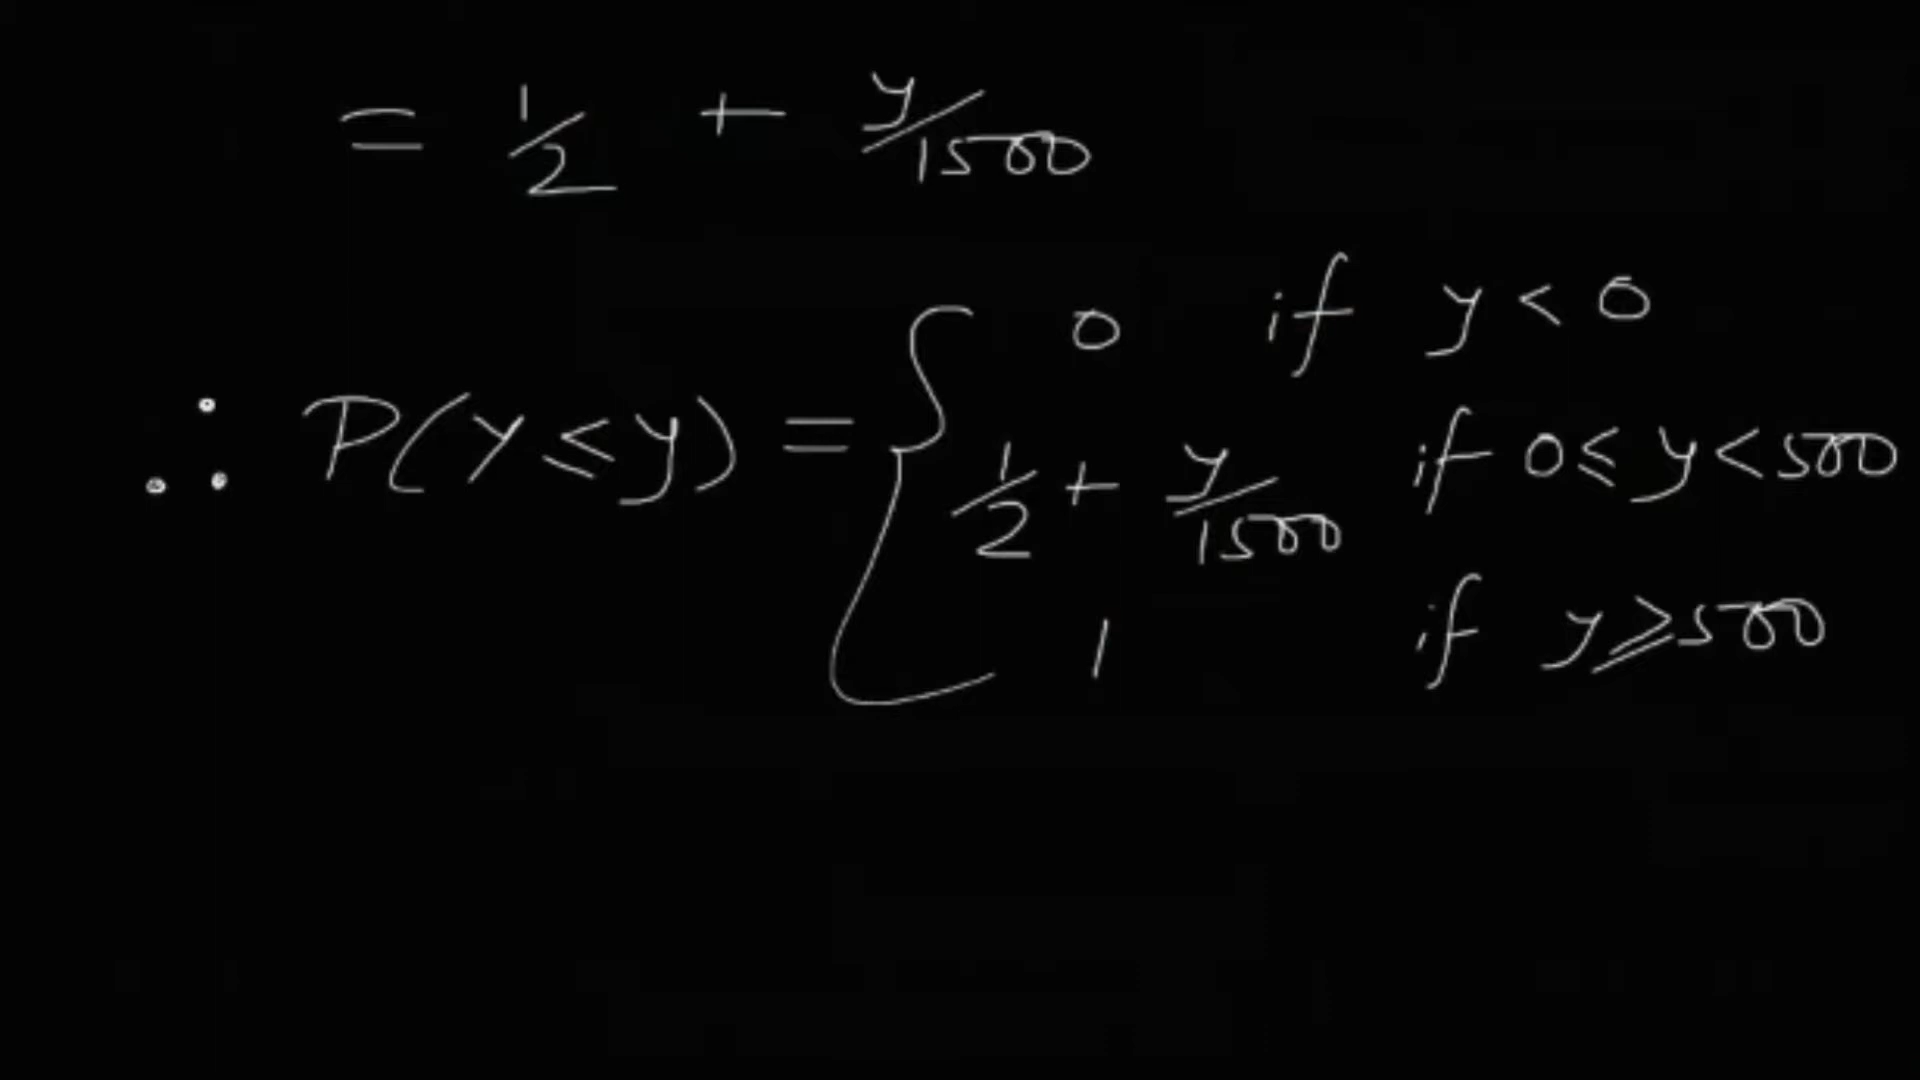 = 1/2 + y/1500
0 if y < 0
∴ P(Y ≤ y) = { 1/2 + y/1500 if 0 ≤ y < 500
1 if y ≥ 500